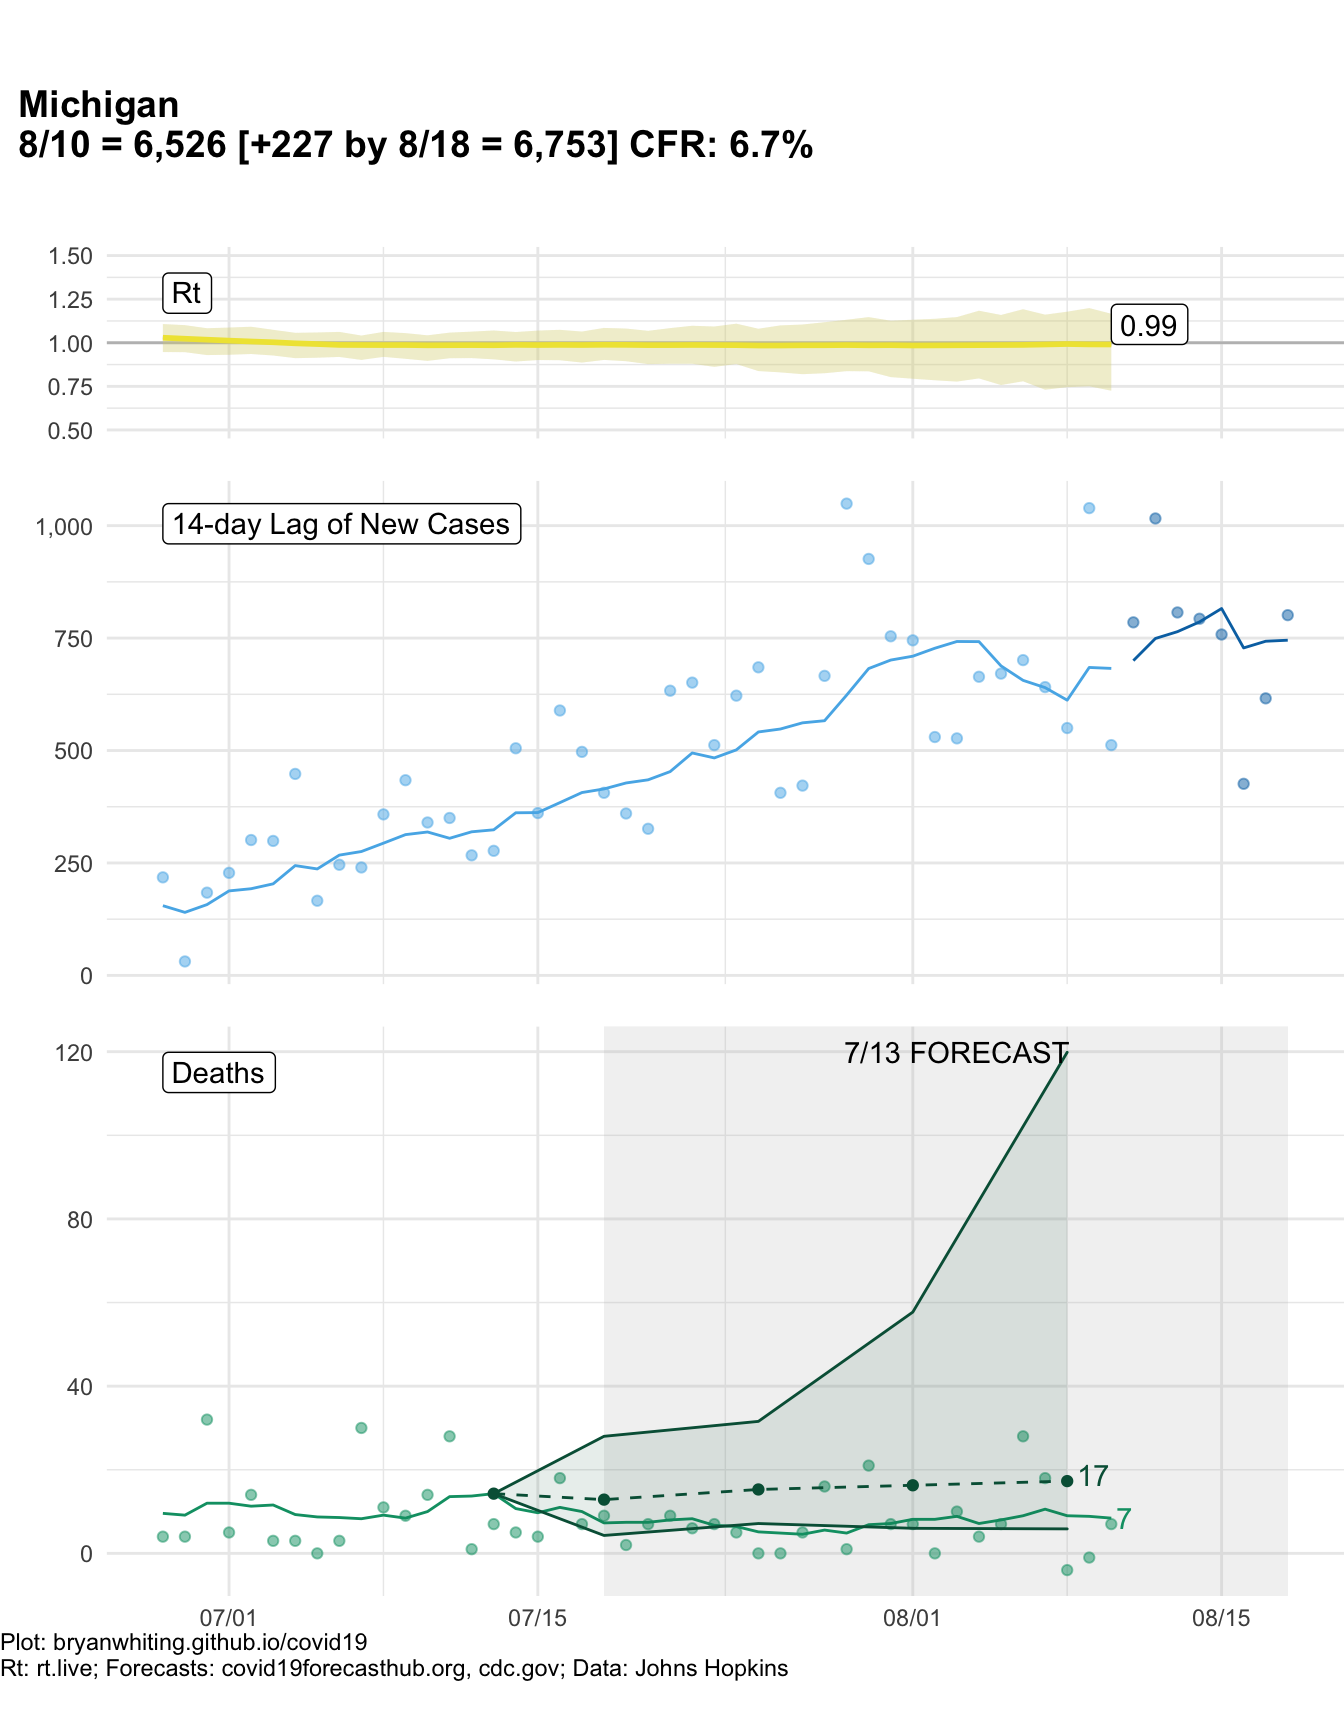 Michigan
8/10 = 6,526 [+227 by 8/18 = 6,753] CFR: 6.7%
1.50
1.25
1.00
0.75
0.50
Rt
0.99
1,000
750
500
250
0
14-day Lag of New Cases
120
80
40
0
Deaths
7/13 FORECAST
17
7
07/01
07/15
08/01
08/15
Plot: bryanwhiting.github.io/covid19
Rt: rt.live; Forecasts: covid19forecasthub.org, cdc.gov; Data: Johns Hopkins